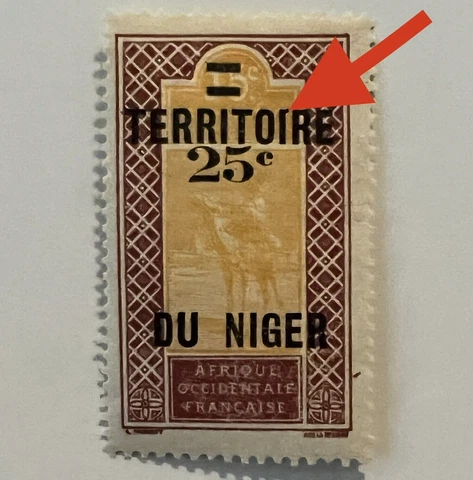 15c
TERRITOIRE
25c
DU NIGER
AFRIQUE
OCCIDENTALE
FRANÇAISE